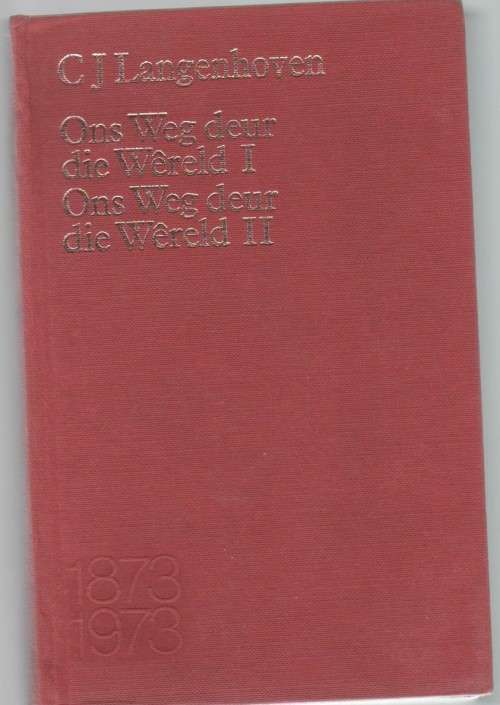 C J Langenhoven
Ons Weg deur
die Wêreld I
Ons Weg deur
die Wêreld II
1873
1973